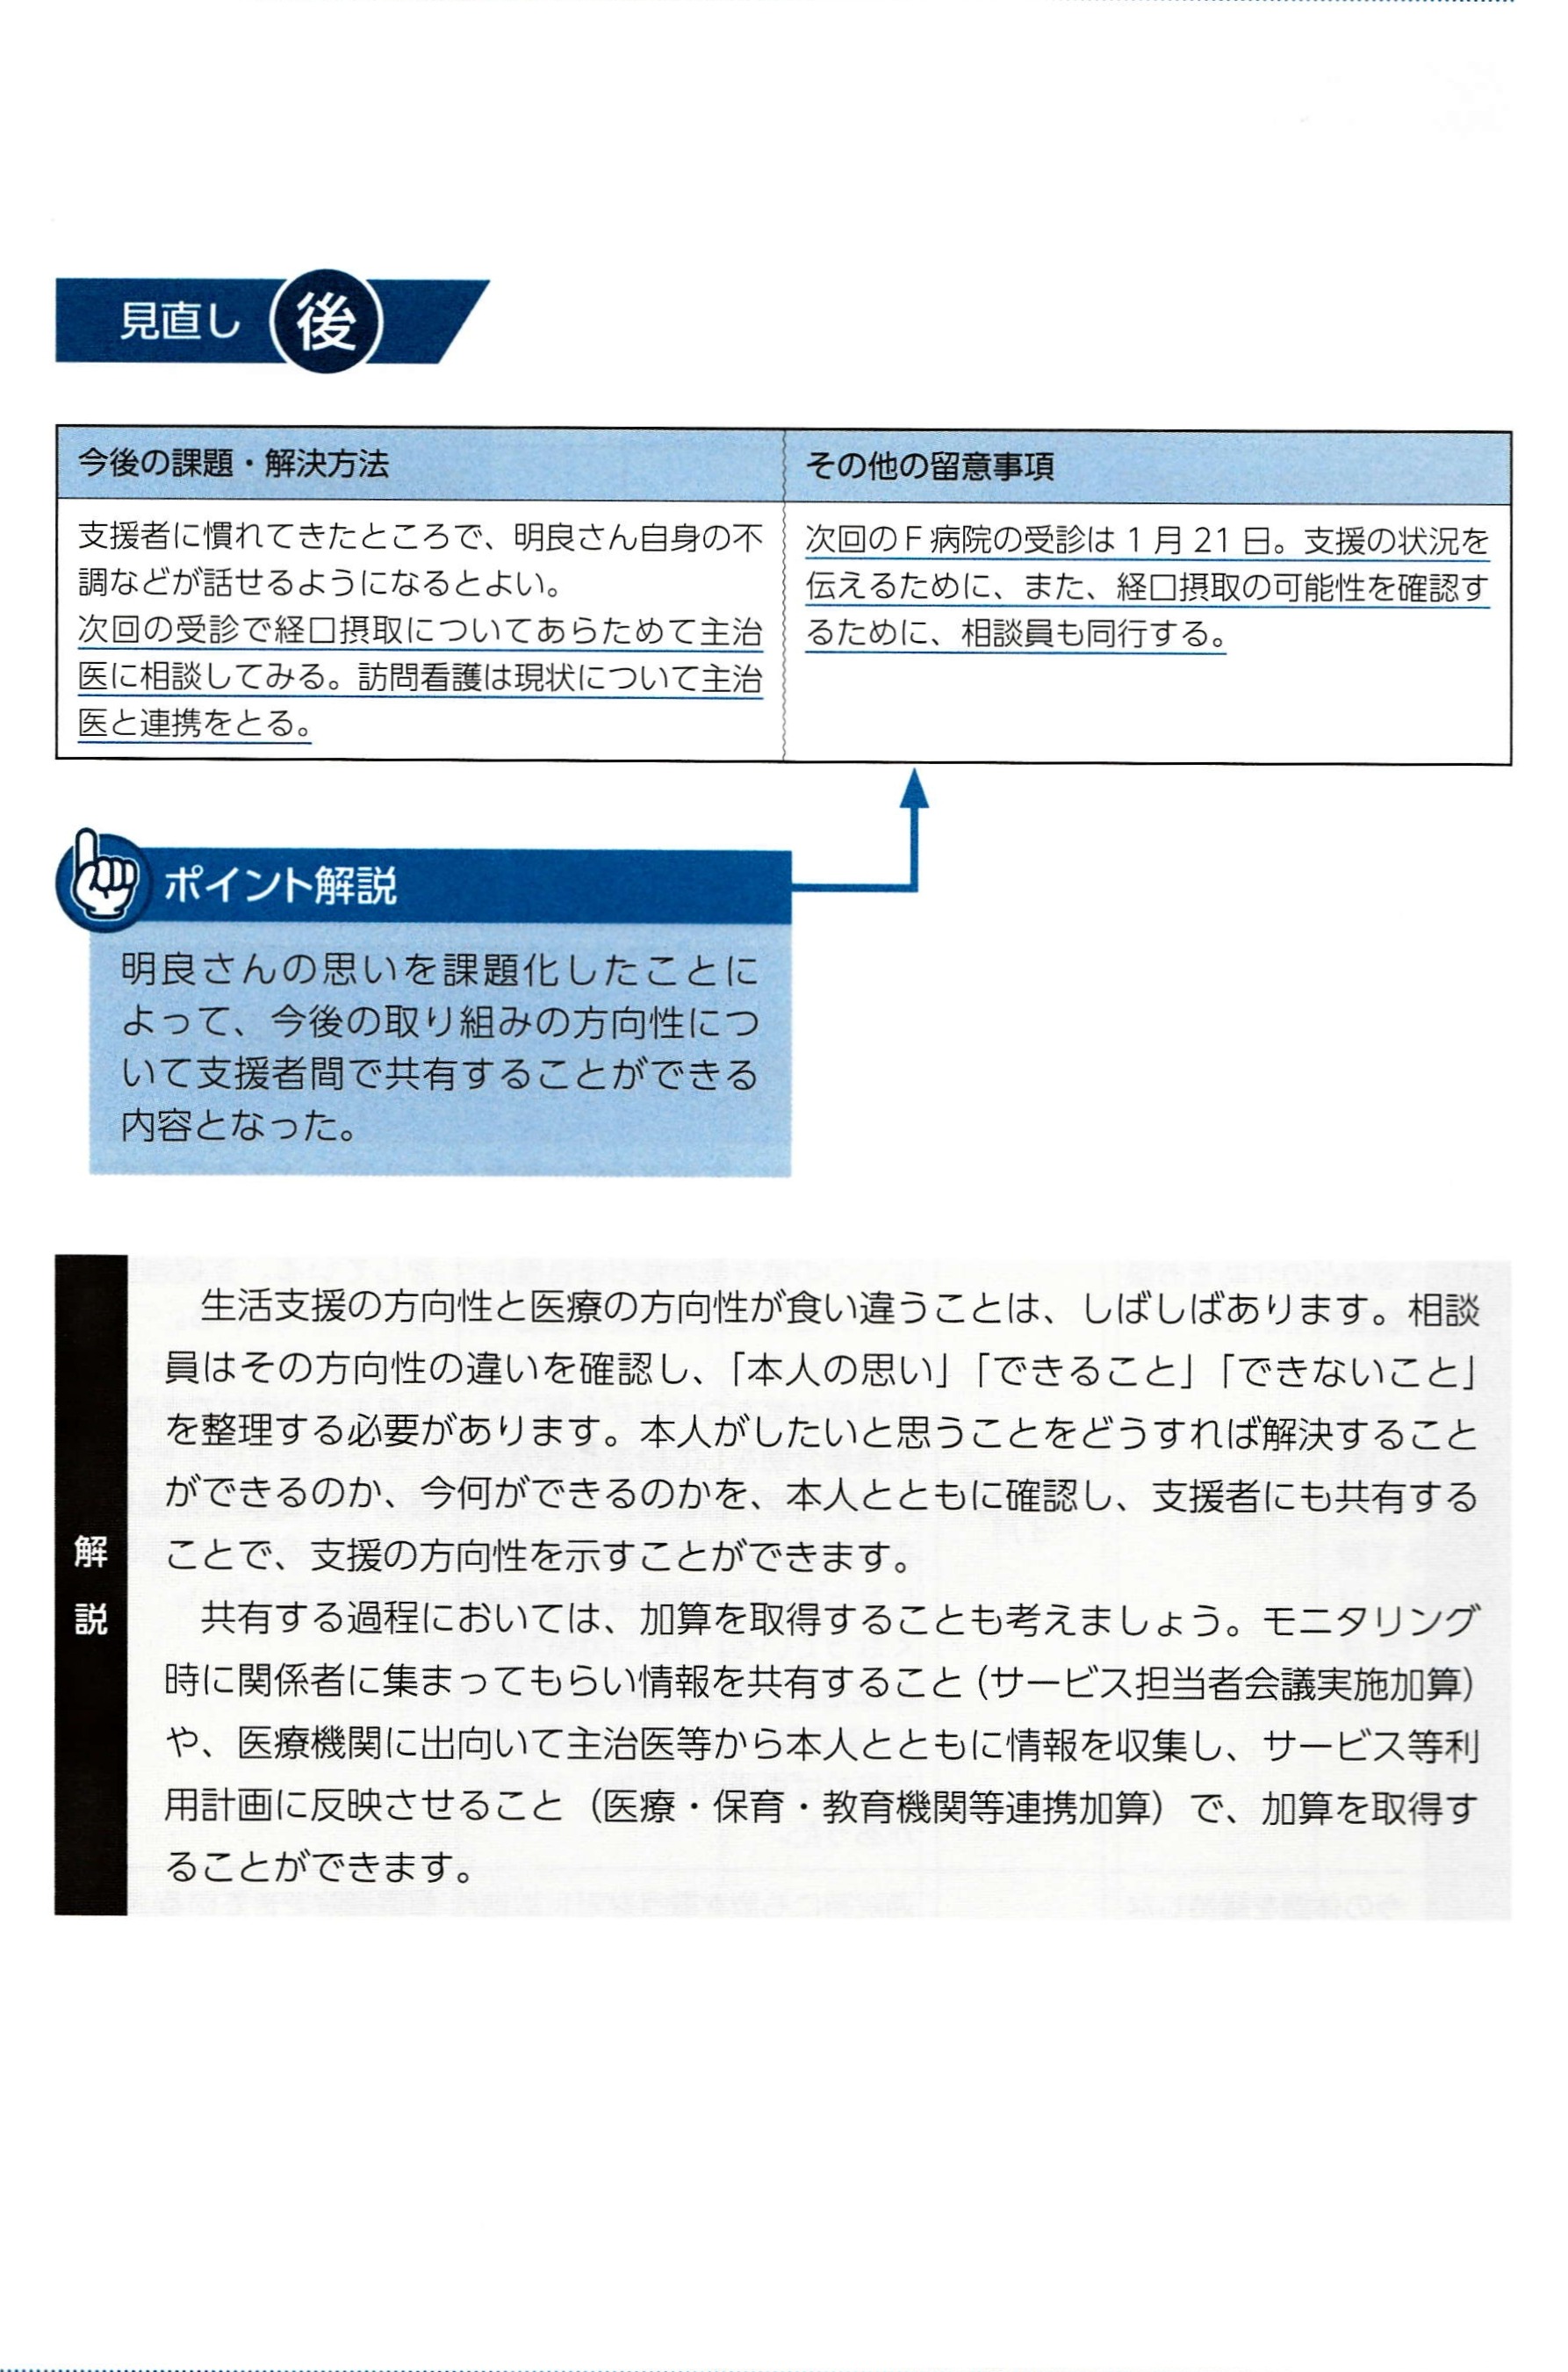 見直し 後
今後の課題・解決方法
支援者に慣れてきたところで、明良さん自身の不
調などが話せるようになるとよい。
次回の受診で経口摂取についてあらためて主治
医に相談してみる。訪問看護は現状について主治
医と連携をとる。
その他の留意事項
次回のF病院の受診は1月21日。支援の状況を
伝えるために、また、経口摂取の可能性を確認す
るために、相談員も同行する。
ポイント解説
明良さんの思いを課題化したことに
よって、今後の取り組みの方向性につ
いて支援者間で共有することができる
内容となった。
解説
生活支援の方向性と医療の方向性が食い違うことは、しばしばあります。相談
員はその方向性の違いを確認し、「本人の思い」「できること」「できないこと」
を整理する必要があります。本人がしたいと思うことをどうすれば解決すること
ができるのか、今何ができるのかを、本人とともに確認し、支援者にも共有する
ことで、支援の方向性を示すことができます。
共有する過程においては、加算を取得することも考えましょう。モニタリング
時に関係者に集まってもらい情報を共有すること（サービス担当者会議実施加算）
や、医療機関に出向いて主治医等から本人とともに情報を収集し、サービス等利
用計画に反映させること（医療・保育・教育機関等連携加算）で、加算を取得す
ることができます。